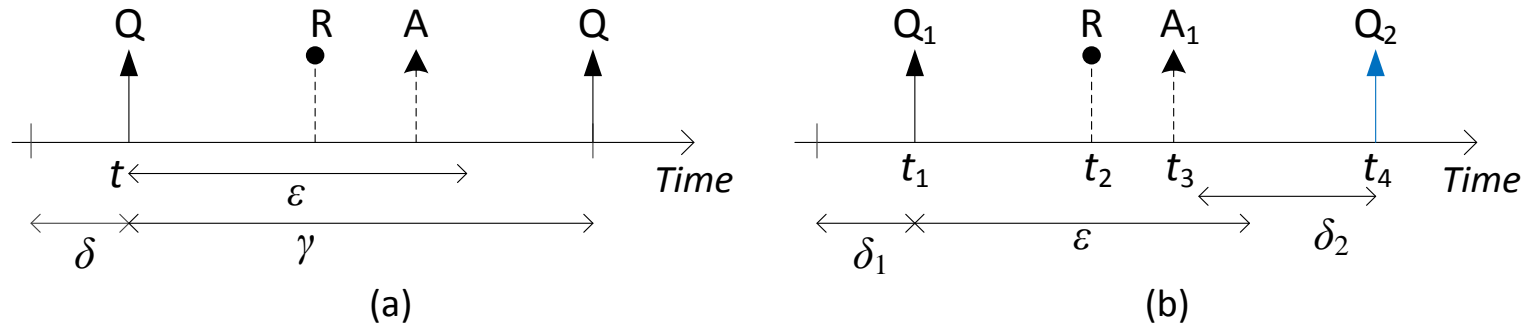 Q R A Q
t Time
ε
δ γ
(a)
Q₁ R A₁ Q₂
t₁ t₂ t₃ t₄ Time
δ₁ ε δ₂
(b)